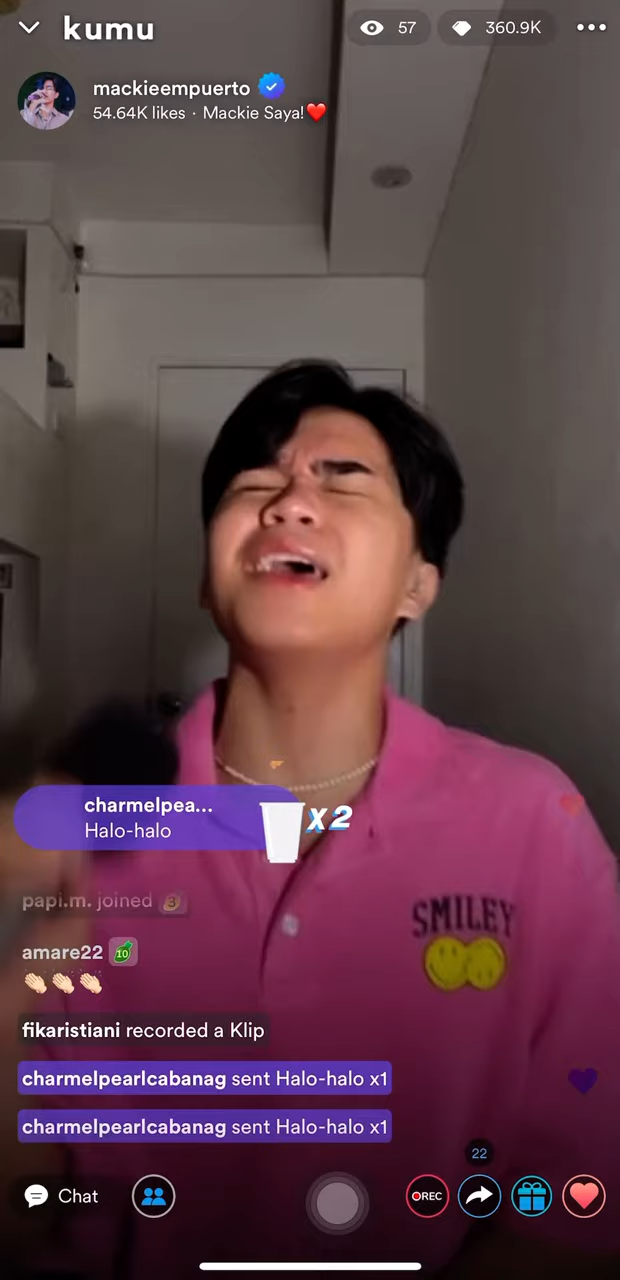 kumu
57
360.9K
mackieempuerto
54.64K likes · Mackie Saya!❤️
charmelpea...
Halo-halo
X2
papi.m. joined 3
SMILEY
amare22 10
👏🏻👏🏻👏🏻
fikaristiani recorded a Klip
charmelpearlcabanag sent Halo-halo x1
charmelpearlcabanag sent Halo-halo x1
22
Chat
REC